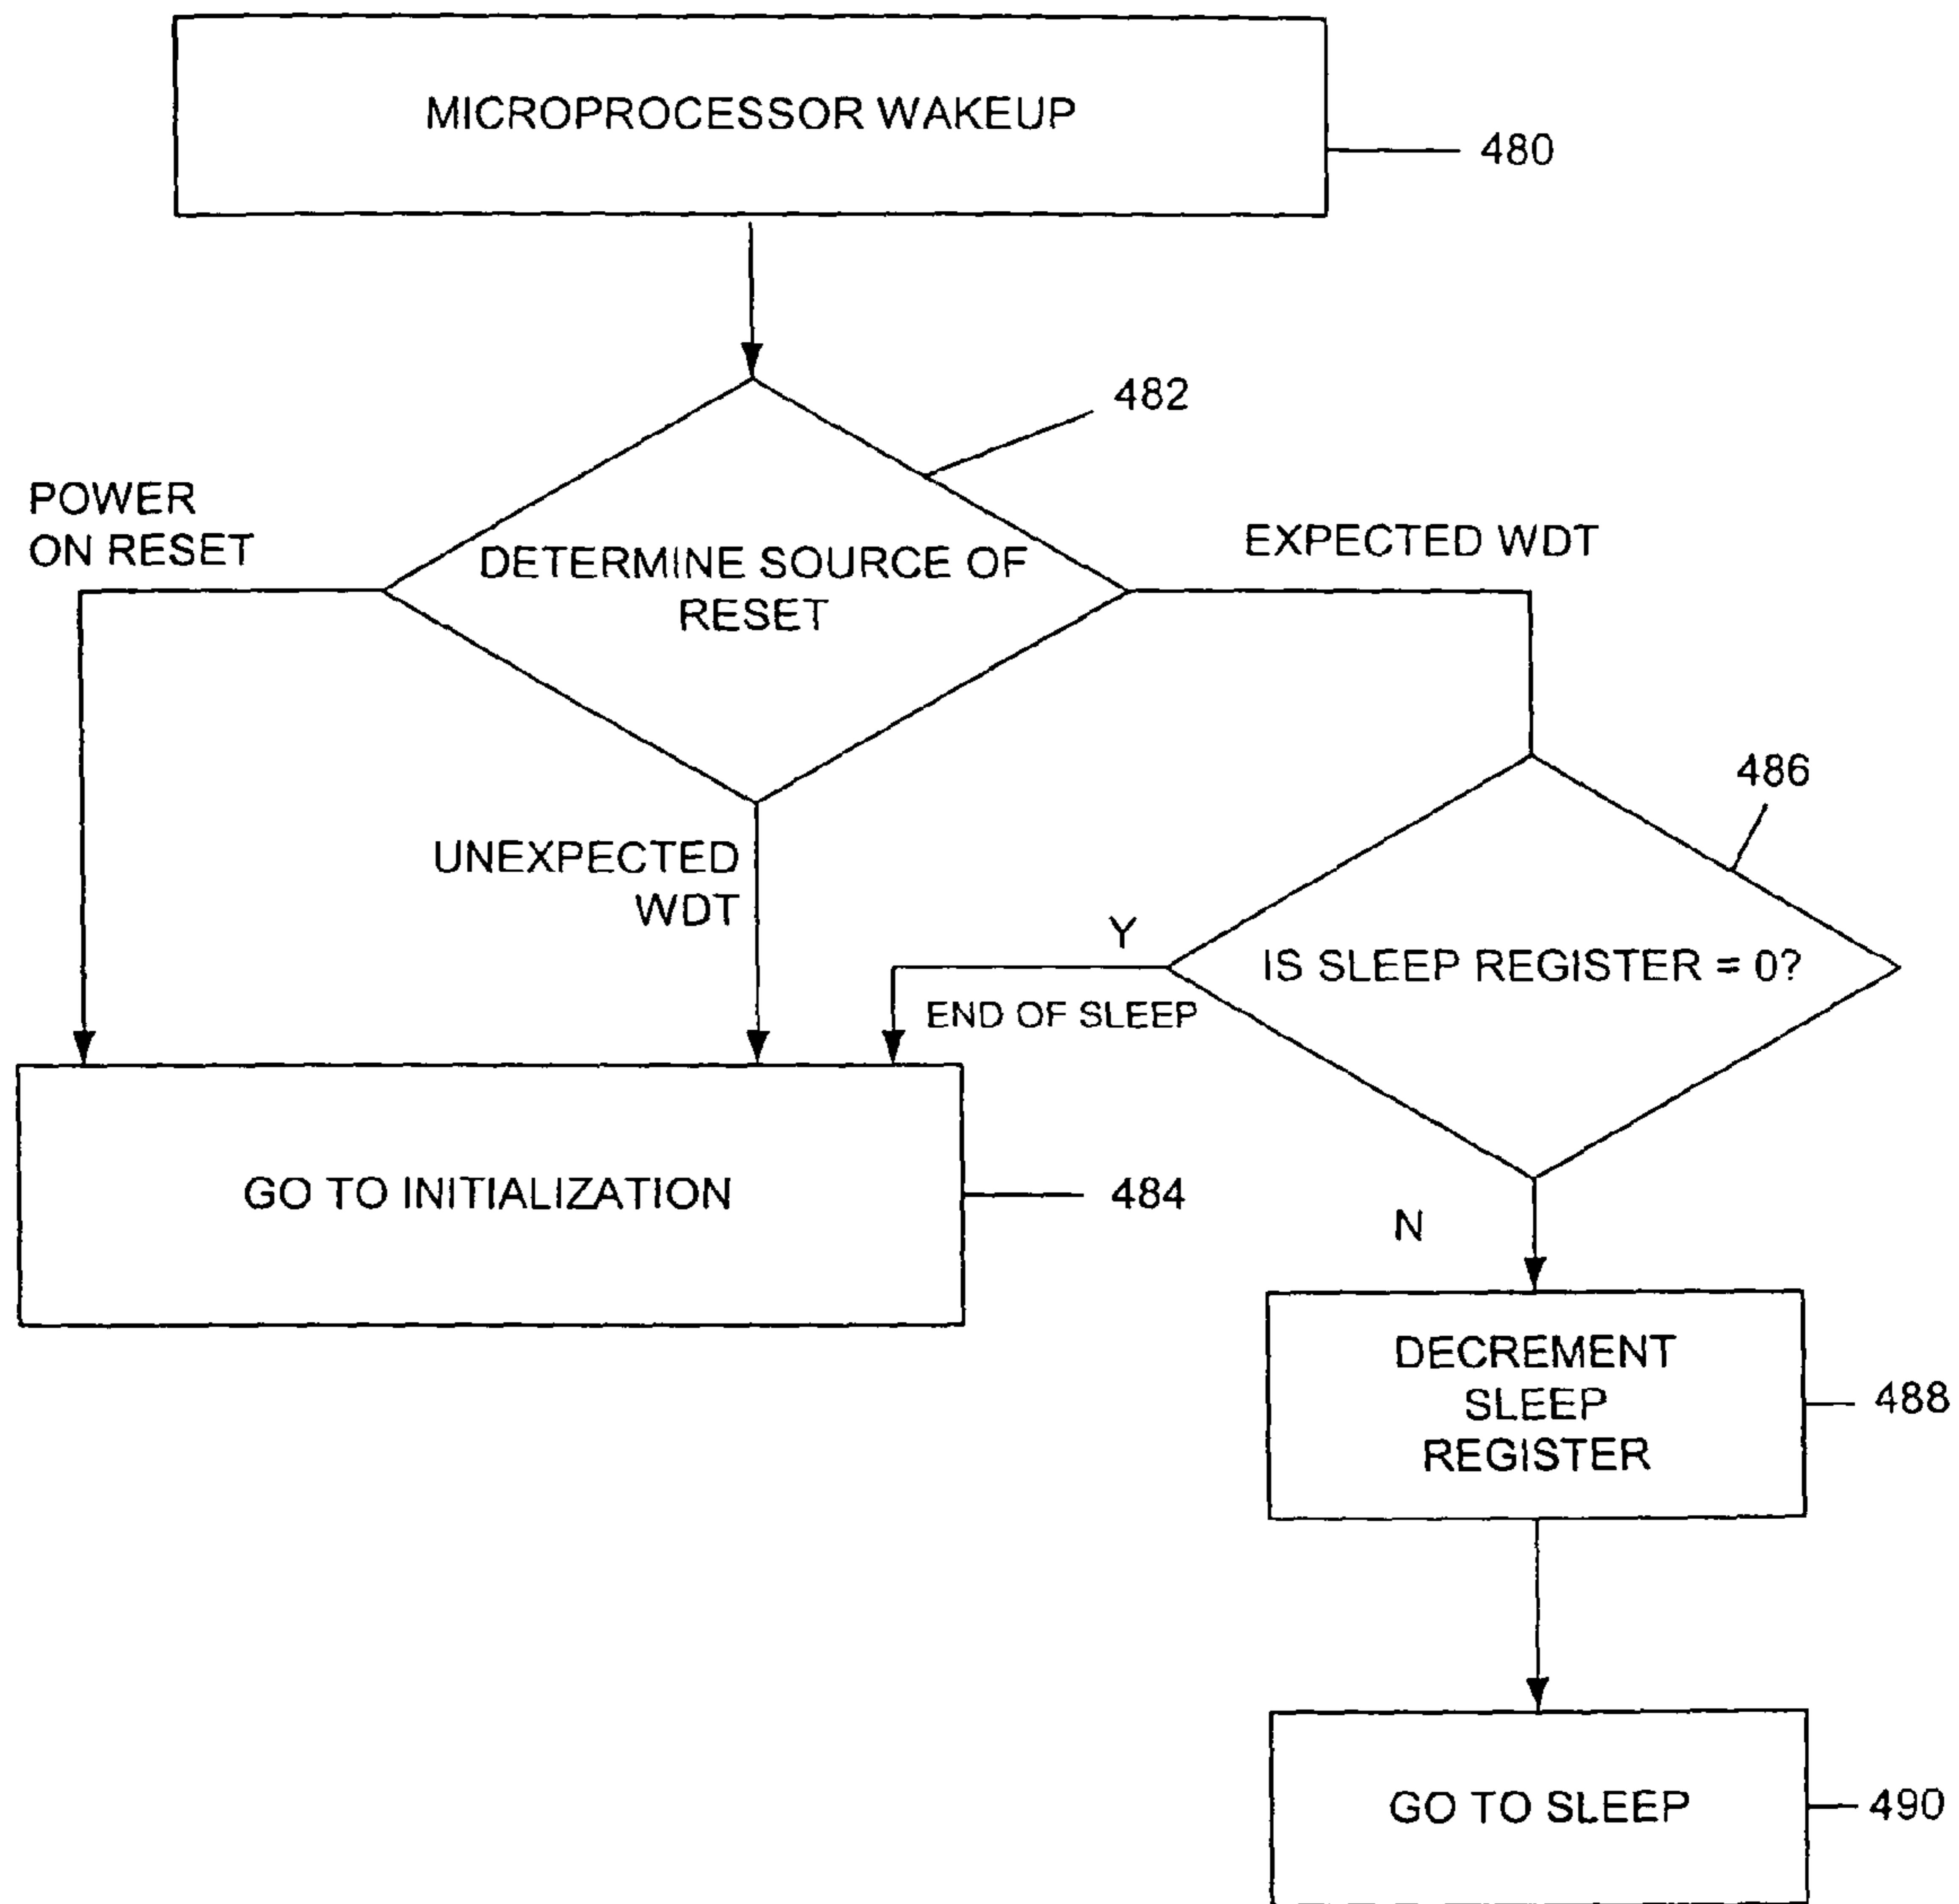 MICROPROCESSOR WAKEUP
480
482
POWER
ON RESET
DETERMINE SOURCE OF
RESET
EXPECTED WDT
486
UNEXPECTED
WDT
Y
IS SLEEP REGISTER = 0?
END OF SLEEP
GO TO INITIALIZATION
484
N
DECREMENT
SLEEP
REGISTER
488
GO TO SLEEP
490